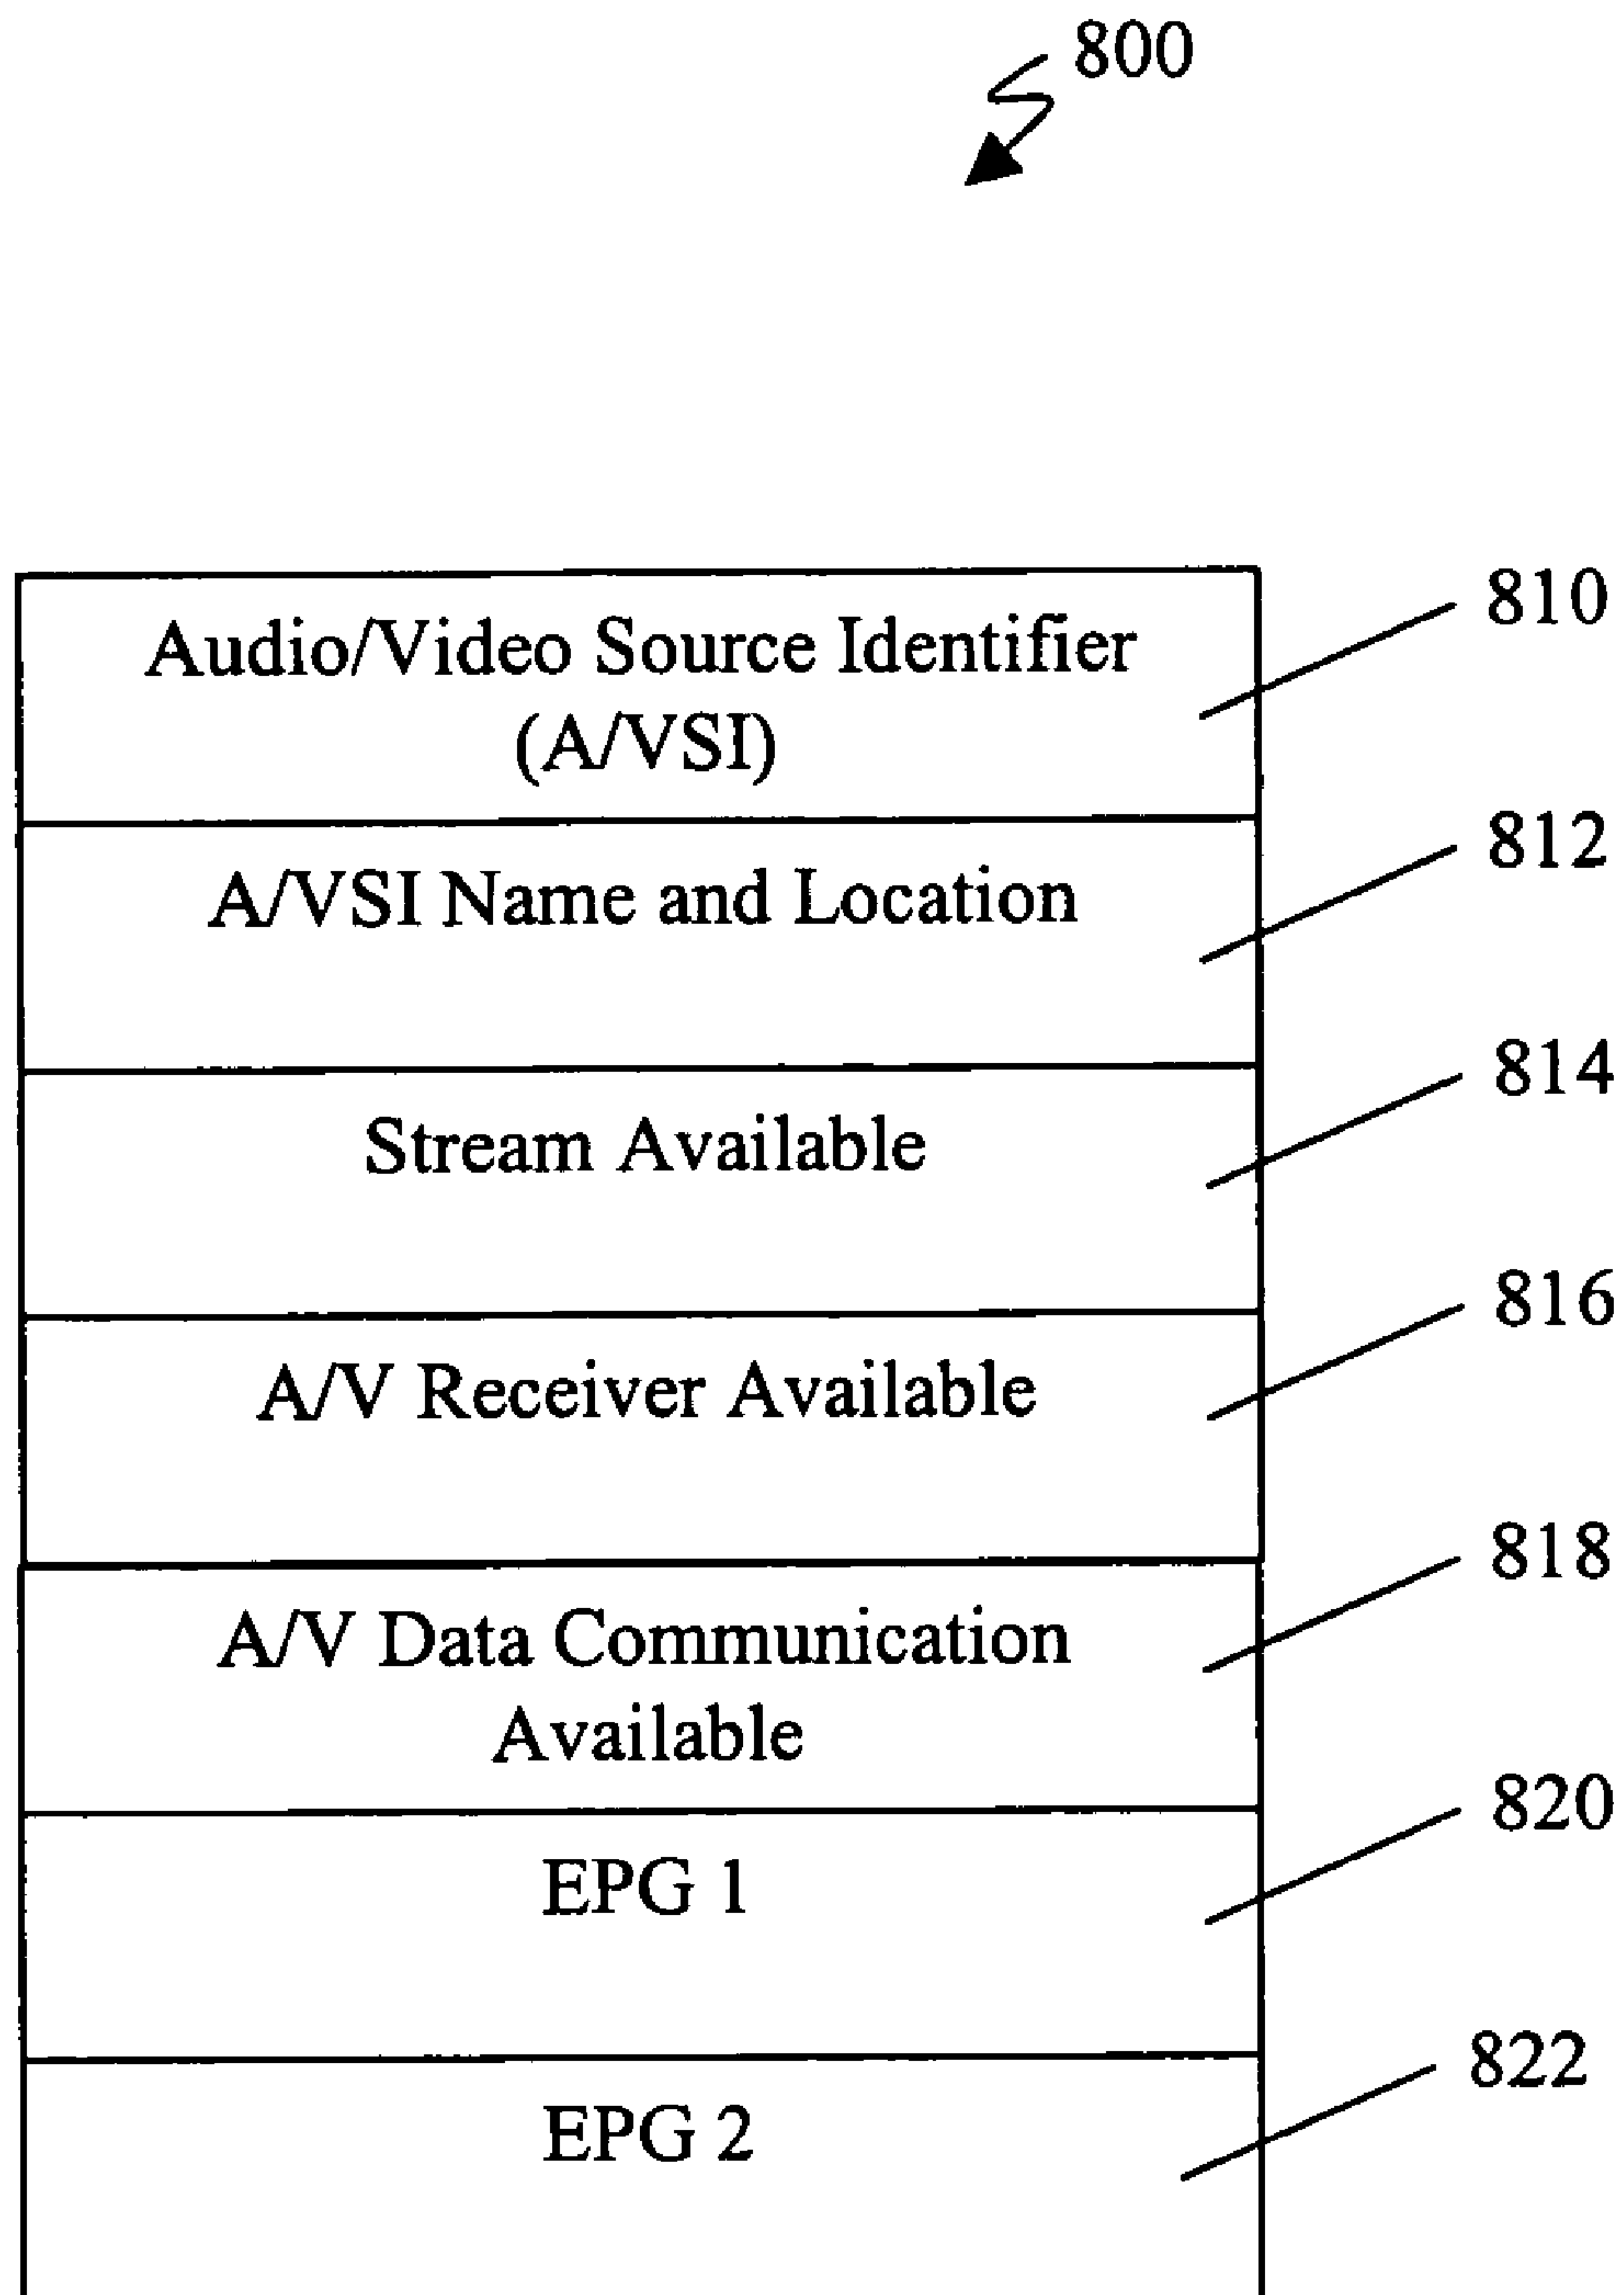 800
Audio/Video Source Identifier
(A/VSI)
810
A/VSI Name and Location
812
Stream Available
814
A/V Receiver Available
816
A/V Data Communication
Available
818
EPG 1
820
EPG 2
822